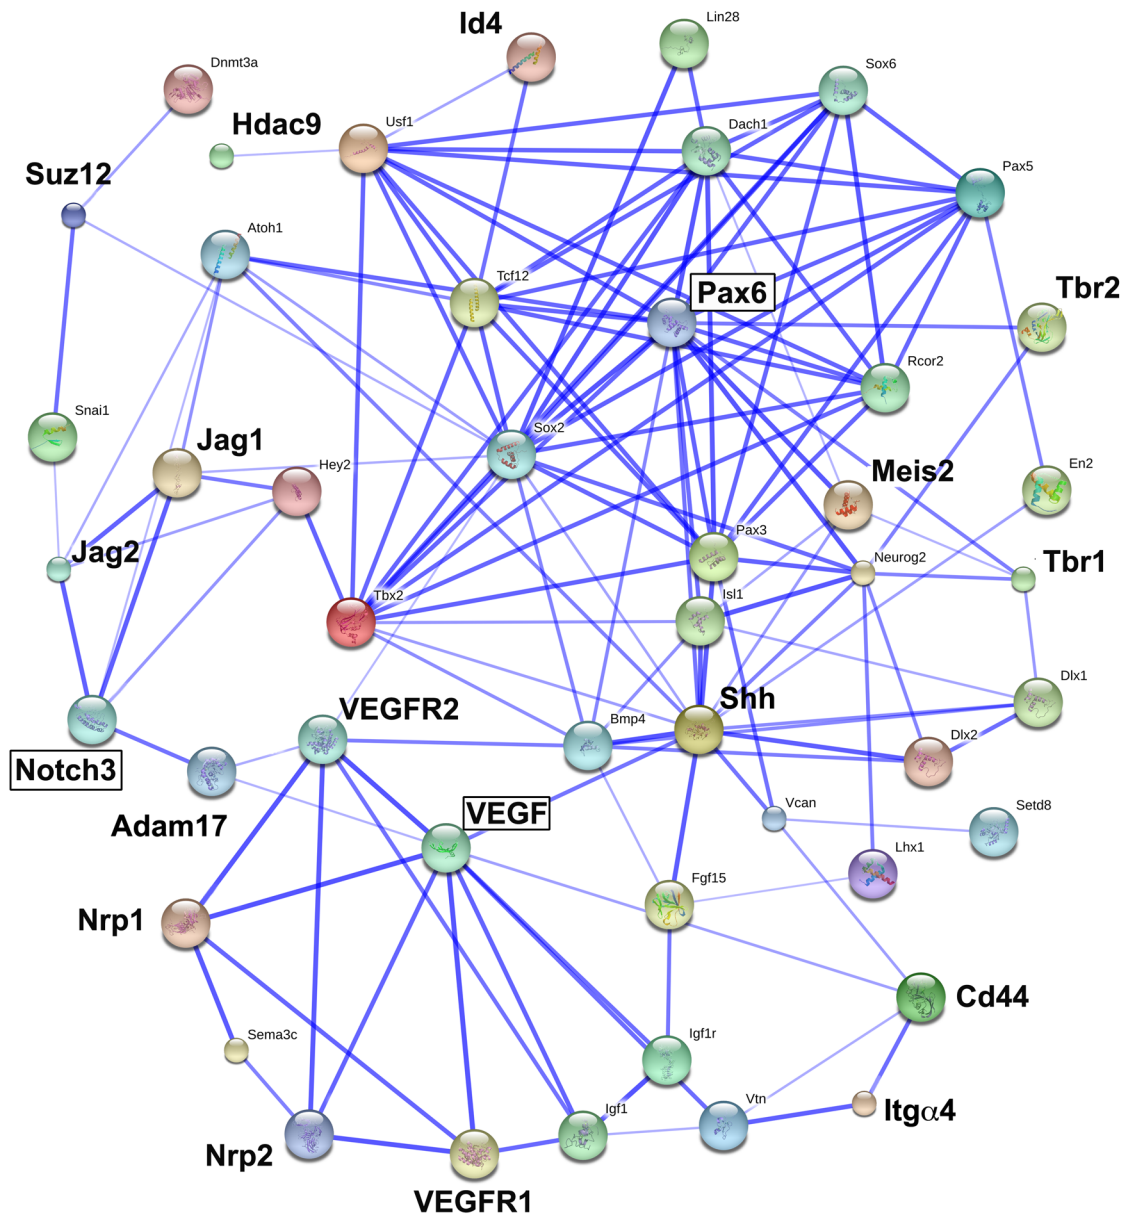 Id4
Lin28
Dnmt3a
Sox6
Hdac9
Usf1
Dach1
Suz12
Pax5
Atoh1
Tcf12
Pax6
Tbr2
Rcor2
Snai1
Jag1
Sox2
Hey2
Meis2
En2
Jag2
Pax3
Neurog2
Tbr1
Tbx2
Isl1
Dlx1
VEGFR2
Shh
Bmp4
Dlx2
Notch3
Adam17
VEGF
Vcan
Setd8
Lhx1
Fgf15
Nrp1
Cd44
Sema3c
Igf1r
Igf1
Vtn
Itgα4
Nrp2
VEGFR1